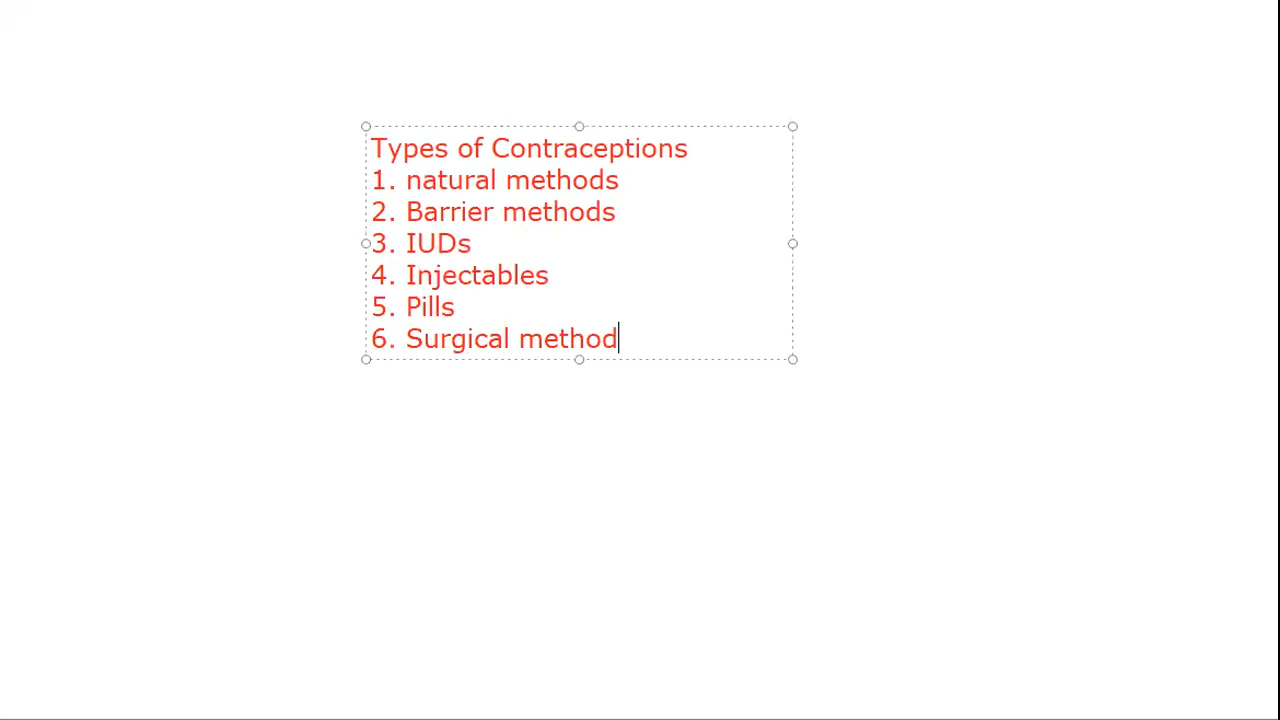 Types of Contraceptions
1. natural methods
2. Barrier methods
3. IUDs
4. Injectables
5. Pills
6. Surgical method